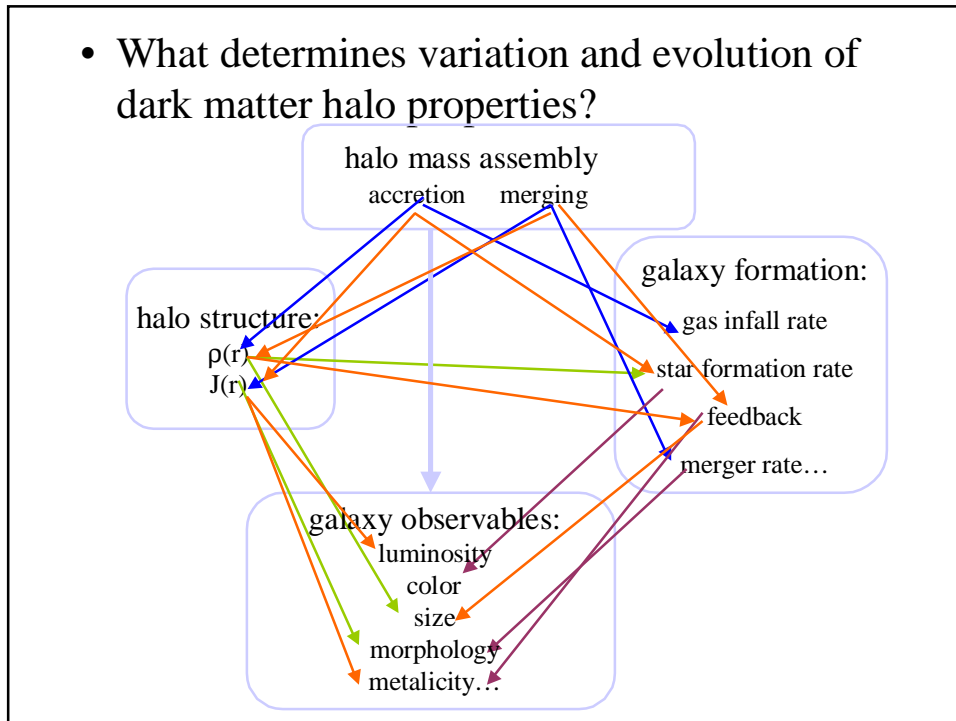 • What determines variation and evolution of
dark matter halo properties?
halo mass assembly
accretion merging
halo structure:
ρ(r)
J(r)
galaxy formation:
gas infall rate
star formation rate
feedback
merger rate…
galaxy observables:
luminosity
color
size
morphology
metalicity…